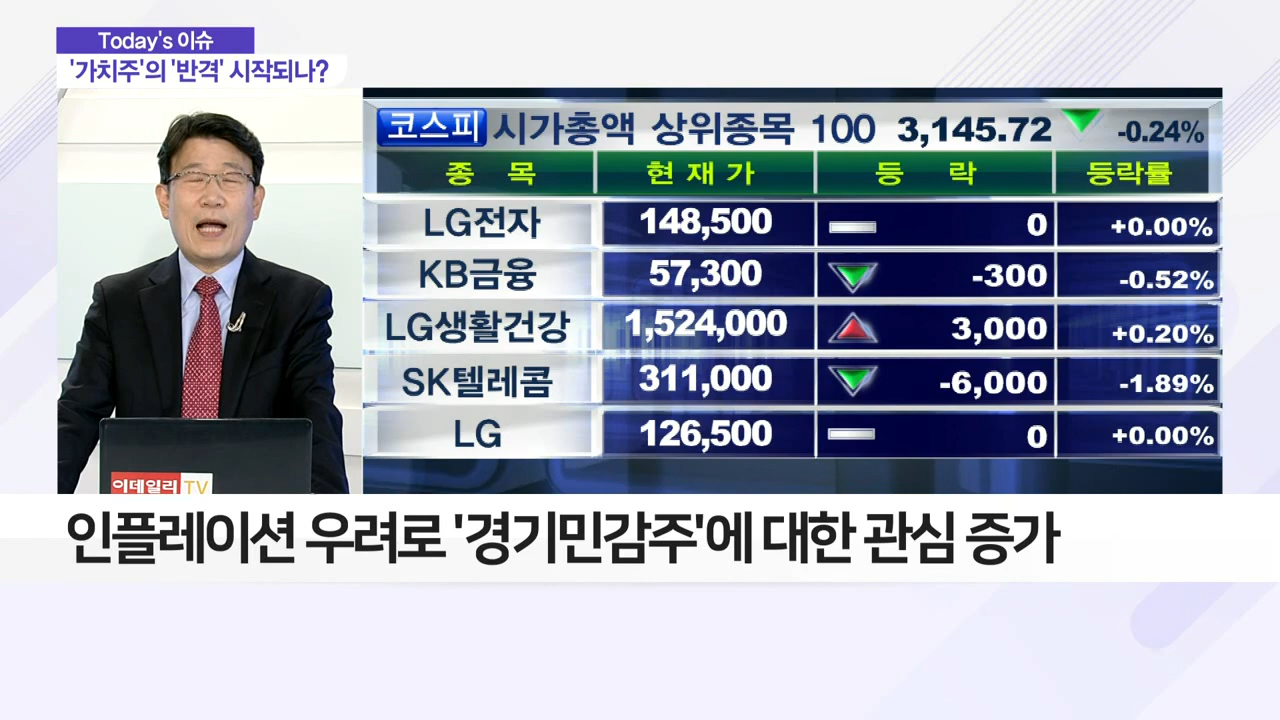 Today's 이슈
'가치주'의 '반격' 시작되나?
코스피 시가총액 상위종목 100 3,145.72 -0.24%
종 목 현 재 가 등 락 등락률
LG전자 148,500 0 +0.00%
KB금융 57,300 -300 -0.52%
LG생활건강 1,524,000 3,000 +0.20%
SK텔레콤 311,000 -6,000 -1.89%
LG 126,500 0 +0.00%
이데일리 TV
인플레이션 우려로 '경기민감주'에 대한 관심 증가